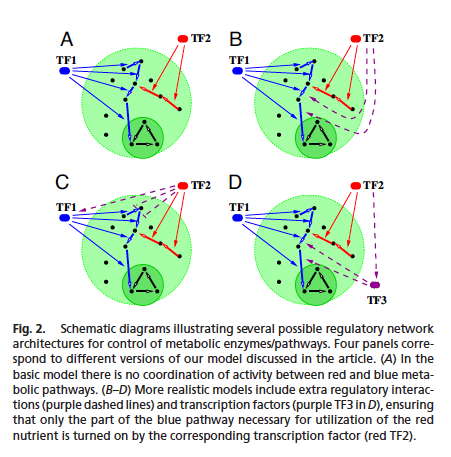 A
TF1
TF2
B
TF1
TF2
C
TF1
TF2
D
TF1
TF2
TF3
Fig. 2. Schematic diagrams illustrating several possible regulatory network
architectures for control of metabolic enzymes/pathways. Four panels corre-
spond to different versions of our model discussed in the article. (A) In the
basic model there is no coordination of activity between red and blue meta-
bolic pathways. (B–D) More realistic models include extra regulatory interac-
tions (purple dashed lines) and transcription factors (purple TF3 in D), ensuring
that only the part of the blue pathway necessary for utilization of the red
nutrient is turned on by the corresponding transcription factor (red TF2).